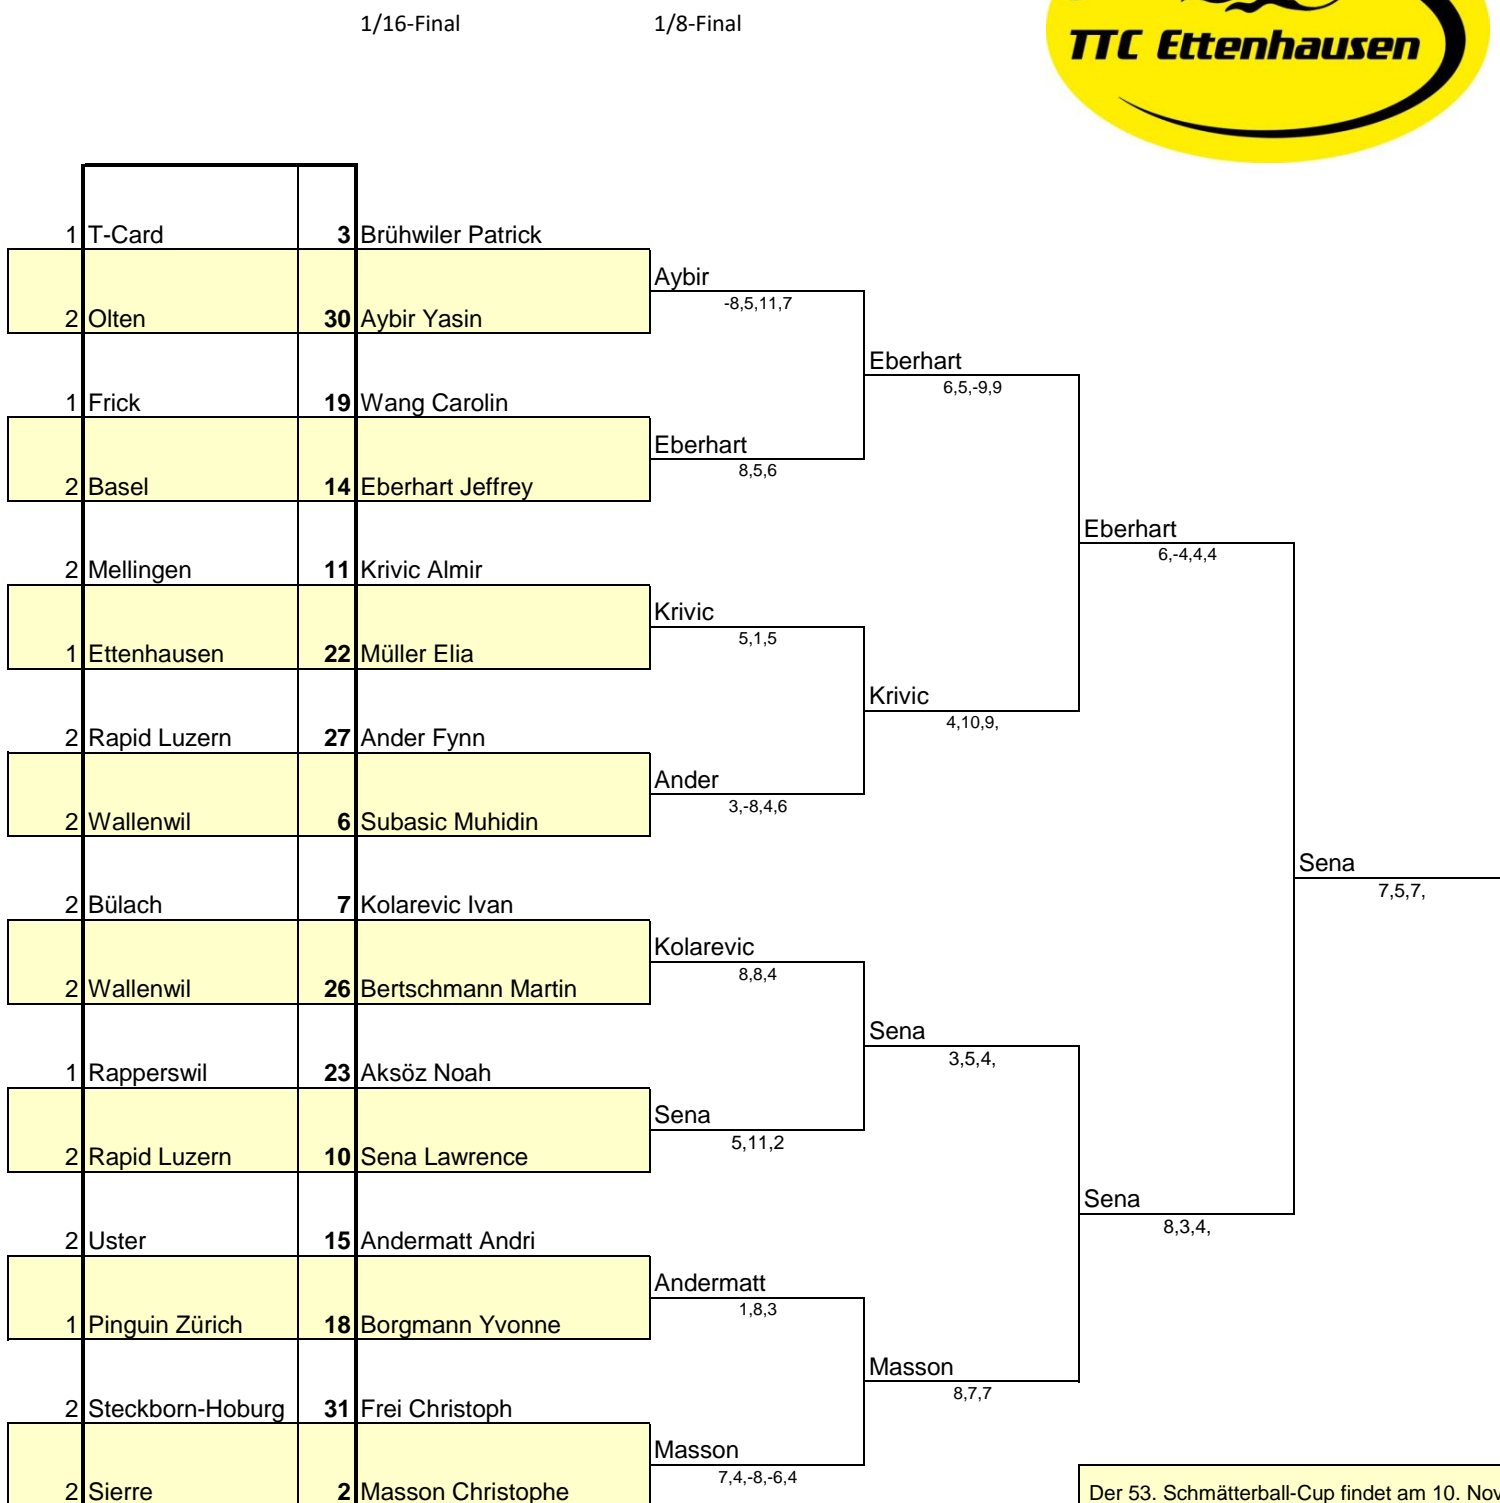 1/16-Final 1/8-Final
TTC Ettenhausen
1 T-Card 3 Brühwiler Patrick
Aybir
-8,5,11,7
2 Olten 30 Aybir Yasin
Eberhart
6,5,-9,9
1 Frick 19 Wang Carolin
Eberhart
8,5,6
2 Basel 14 Eberhart Jeffrey
Eberhart
6,-4,4,4
2 Mellingen 11 Krivic Almir
Krivic
5,1,5
1 Ettenhausen 22 Müller Elia
Krivic
4,10,9,
2 Rapid Luzern 27 Ander Fynn
Ander
3,-8,4,6
2 Wallenwil 6 Subasic Muhidin
Sena
7,5,7,
2 Bülach 7 Kolarevic Ivan
Kolarevic
8,8,4
2 Wallenwil 26 Bertschmann Martin
Sena
3,5,4,
1 Rapperswil 23 Aksöz Noah
Sena
5,11,2
2 Rapid Luzern 10 Sena Lawrence
Sena
8,3,4,
2 Uster 15 Andermatt Andri
Andermatt
1,8,3
1 Pinguin Zürich 18 Borgmann Yvonne
Masson
8,7,7
2 Steckborn-Hoburg 31 Frei Christoph
Masson
7,4,-8,-6,4
2 Sierre 2 Masson Christophe
Der 53. Schmätterball-Cup findet am 10. Nov